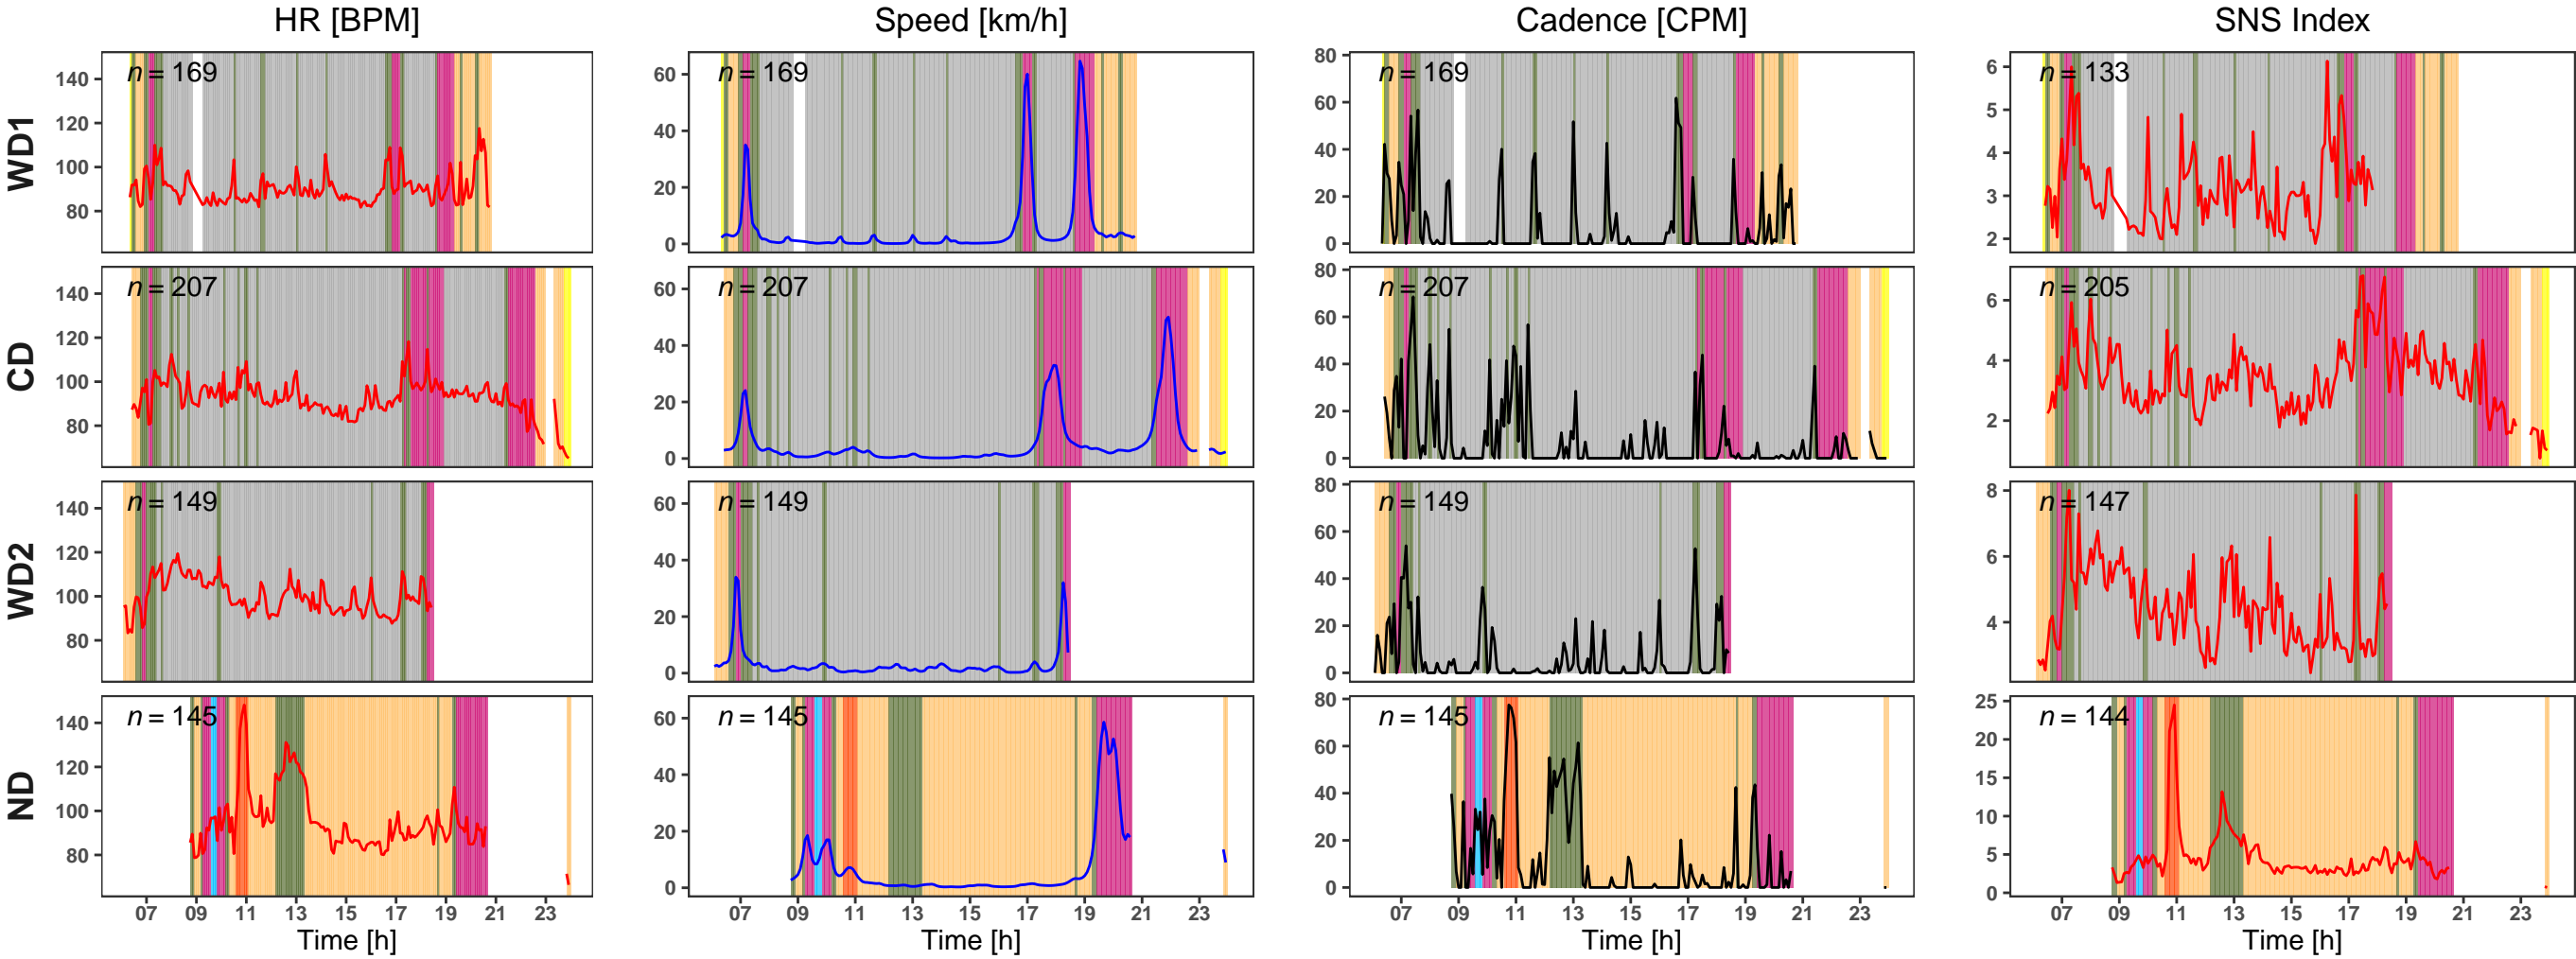 HR [BPM] Speed [km/h] Cadence [CPM] SNS Index
WD1
140
120
100
80
n = 169
60
40
20
0
n = 169
80
60
40
20
0
n = 169
6
5
4
3
2
n = 133
CD
140
120
100
80
n = 207
60
40
20
0
n = 207
80
60
40
20
0
n = 207
6
4
2
n = 205
WD2
140
120
100
80
n = 149
60
40
20
0
n = 149
80
60
40
20
0
n = 149
8
6
4
n = 147
ND
140
120
100
80
n = 145
60
40
20
0
n = 145
80
60
40
20
0
n = 145
25
20
15
10
5
0
n = 144
07 09 11 13 15 17 19 21 23
07 09 11 13 15 17 19 21 23
07 09 11 13 15 17 19 21 23
07 09 11 13 15 17 19 21 23
Time [h] Time [h] Time [h] Time [h]